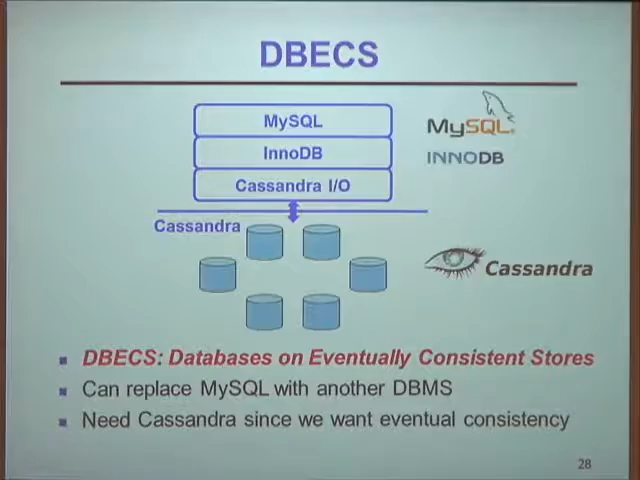 DBECS
MySQL
InnoDB
Cassandra I/O
MySQL
INNODB
Cassandra
Cassandra
DBECS: Databases on Eventually Consistent Stores
Can replace MySQL with another DBMS
Need Cassandra since we want eventual consistency
28